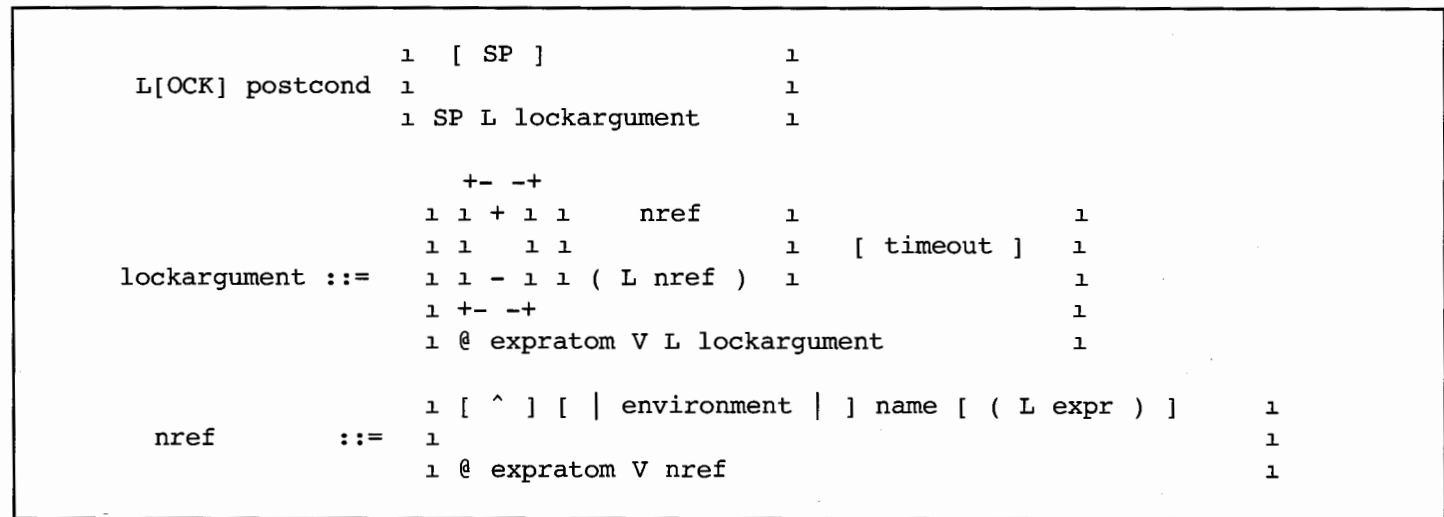 ı [ SP ] ı
L[OCK] postcond ı ı
ı SP L lockargument ı
+- -+
ı ı + ı ı nref ı ı
ı ı ı ı ı [ timeout ] ı
lockargument ::= ı ı - ı ı ( L nref ) ı ı
ı +- -+ ı
ı @ expratom V L lockargument ı
ı [ ^ ] [ | environment | ] name [ ( L expr ) ] ı
nref ::= ı ı
ı @ expratom V nref ı